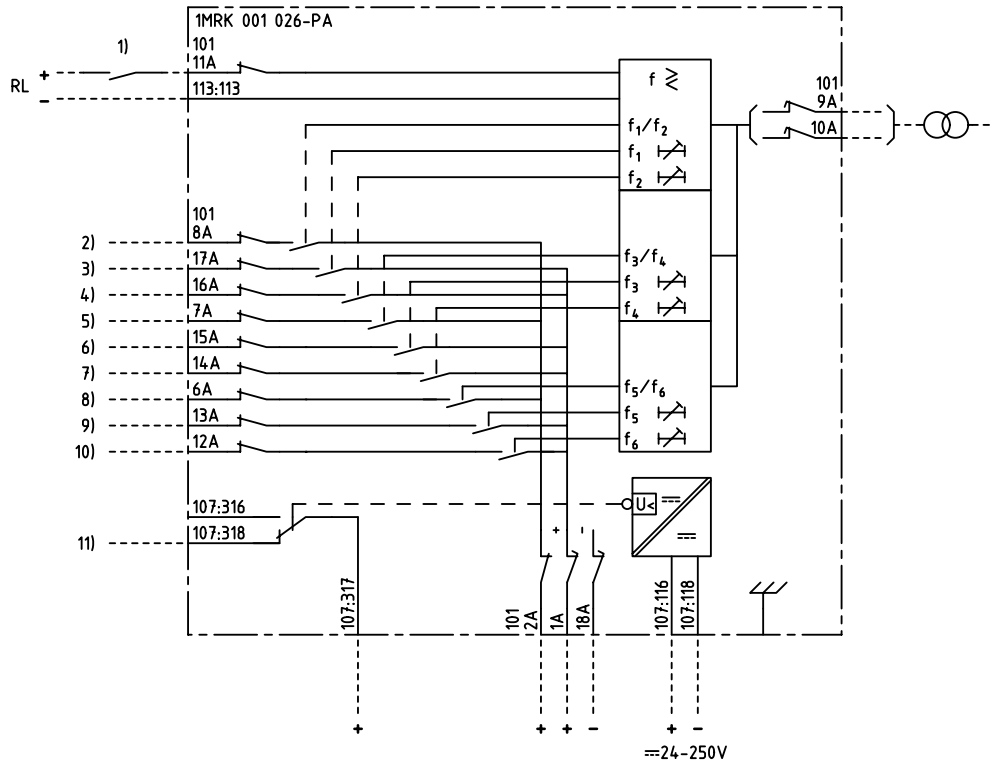 1MRK 001 026-PA
1)
101
11A
RL + -
113:113
f ≷
101
9A
10A
f1/f2
f1
f2
101
2) 8A
3) 17A
4) 16A
5) 7A
6) 15A
7) 14A
8) 6A
9) 13A
10) 12A
f3/f4
f3
f4
f5/f6
f5
f6
107:316
11) 107:318
U<
+ -
107:317
101
2A
1A
18A
107:116
107:118
+ + + - + -
⎓24-250V